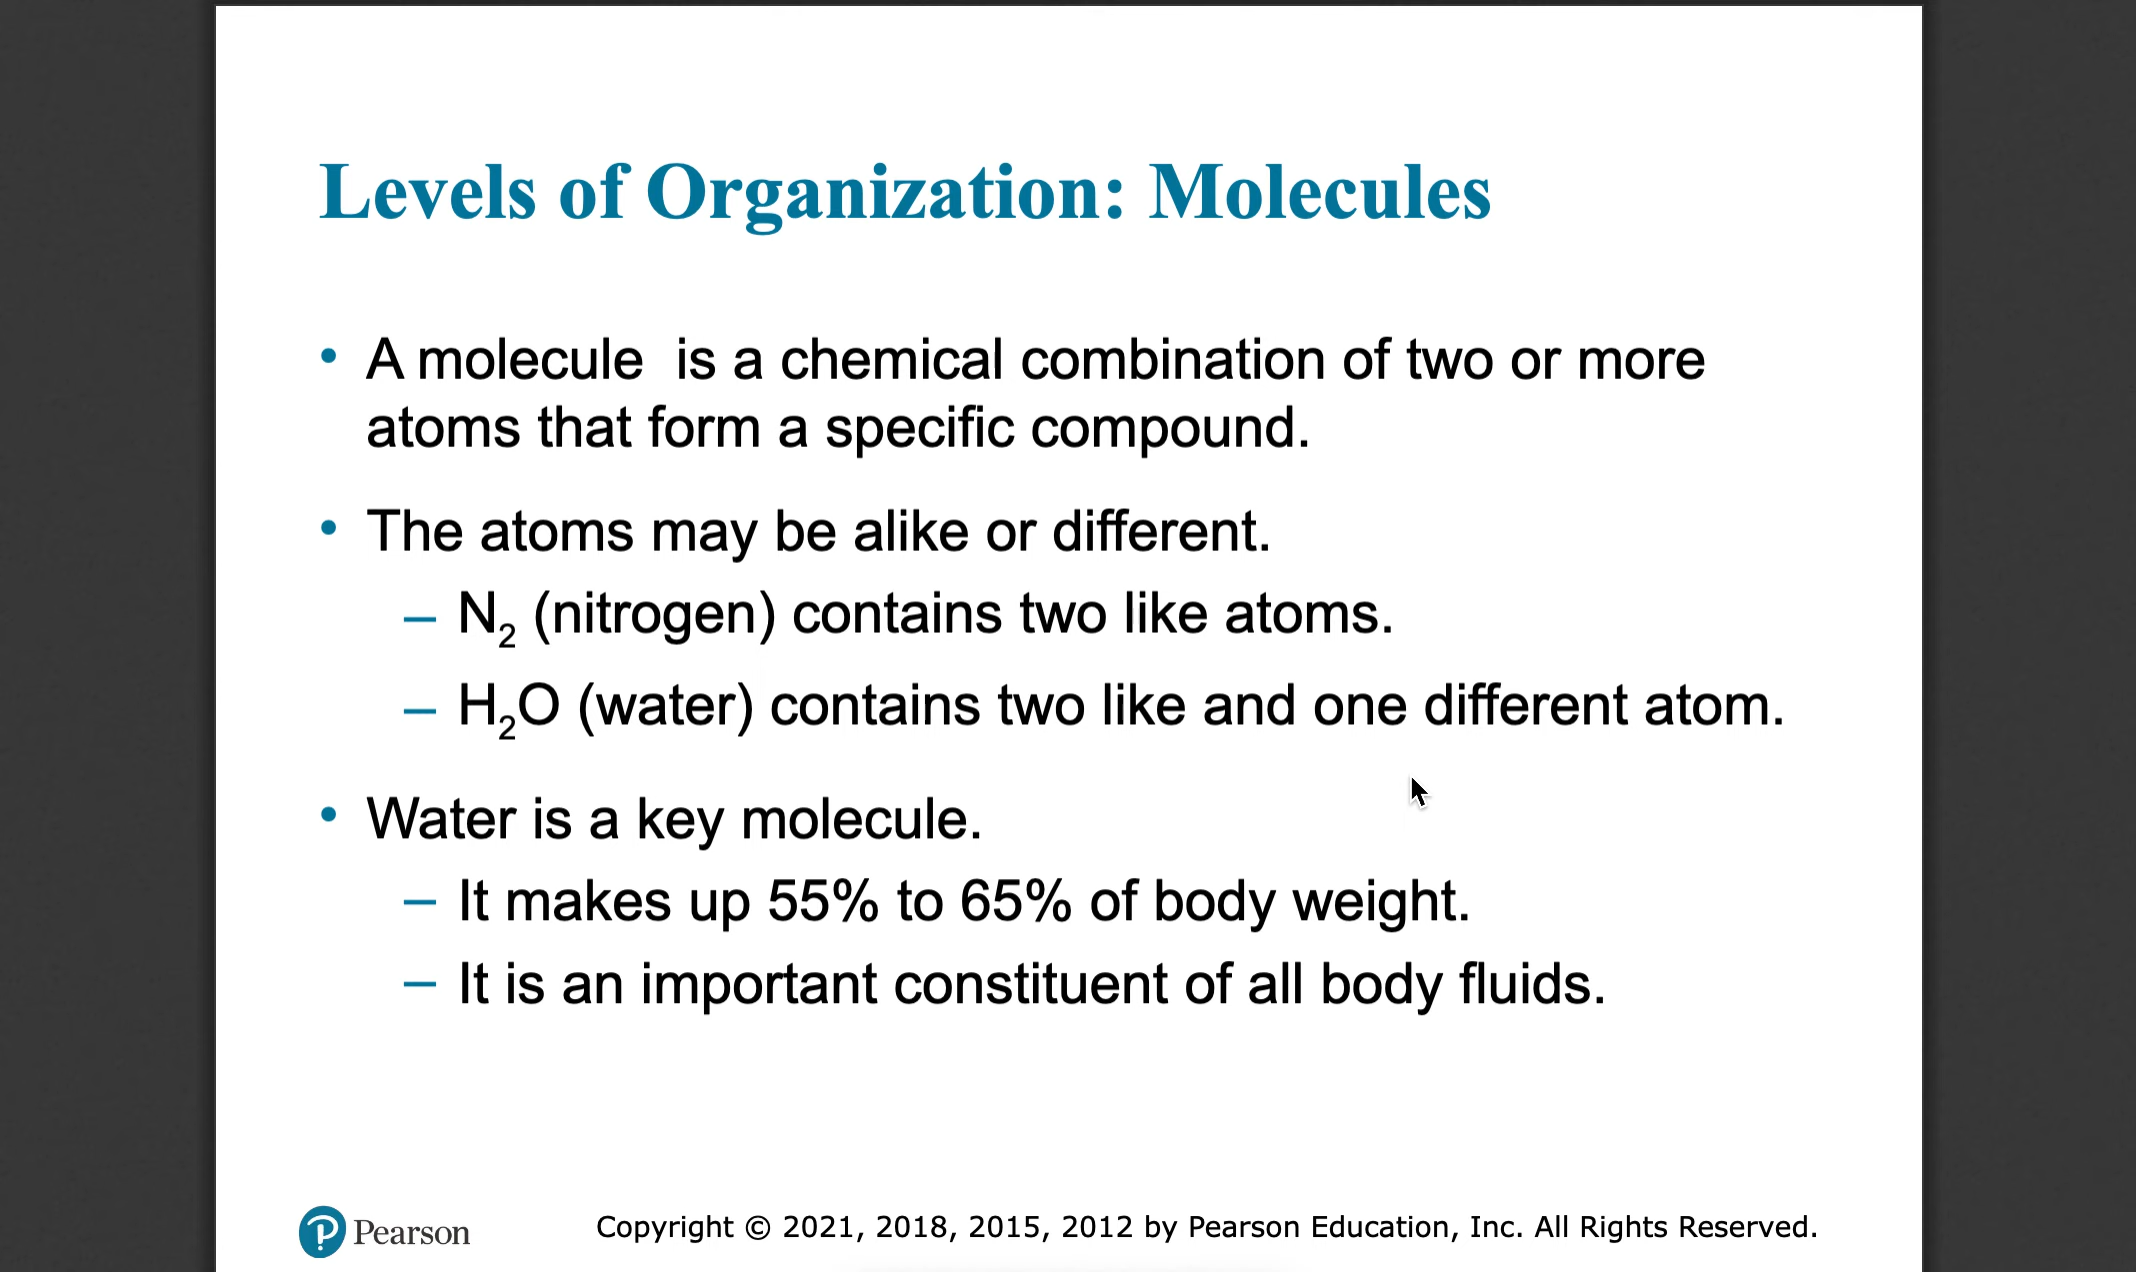 Levels of Organization: Molecules
• A molecule  is a chemical combination of two or more
atoms that form a specific compound.
• The atoms may be alike or different.
– N₂ (nitrogen) contains two like atoms.
– H₂O (water) contains two like and one different atom.
• Water is a key molecule.
– It makes up 55% to 65% of body weight.
– It is an important constituent of all body fluids.
Pearson
Copyright © 2021, 2018, 2015, 2012 by Pearson Education, Inc. All Rights Reserved.